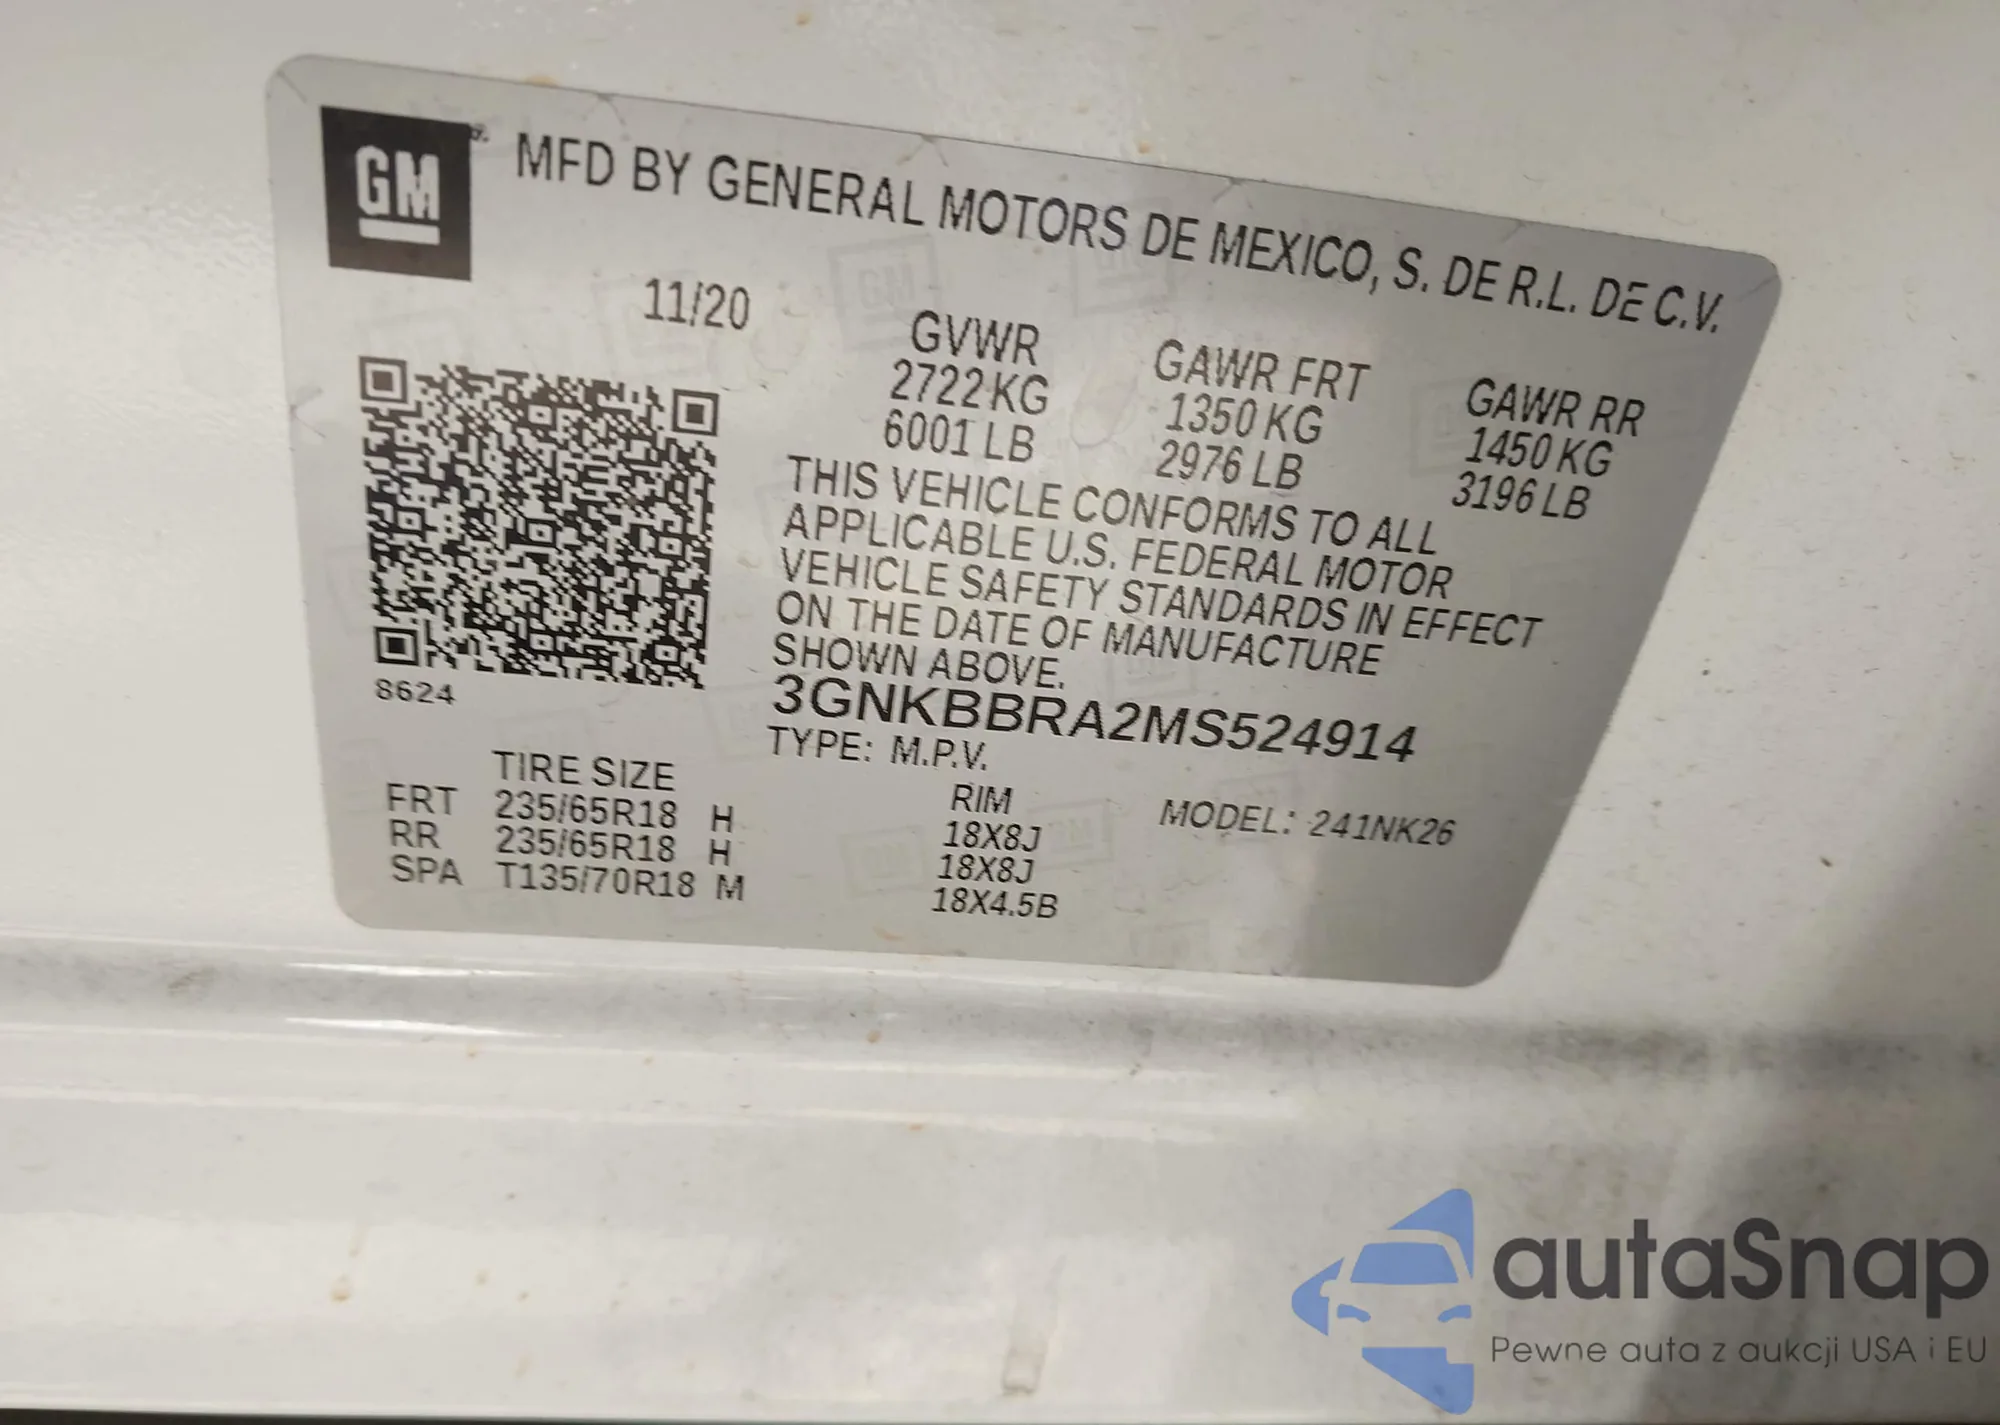 GM
MFD BY GENERAL MOTORS DE MEXICO, S. DE R.L. DE C.V.
11/20
GVWR GAWR FRT GAWR RR
2722 KG 1350 KG 1450 KG
6001 LB 2976 LB 3196 LB
THIS VEHICLE CONFORMS TO ALL
APPLICABLE U.S. FEDERAL MOTOR
VEHICLE SAFETY STANDARDS IN EFFECT
ON THE DATE OF MANUFACTURE
SHOWN ABOVE.
8624
3GNKBBRA2MS524914
TYPE: M.P.V.
TIRE SIZE RIM MODEL: 241NK26
FRT 235/65R18 H 18X8J
RR 235/65R18 H 18X8J
SPA T135/70R18 M 18X4.5B
autaSnap
Pewne auta z aukcji USA i EU